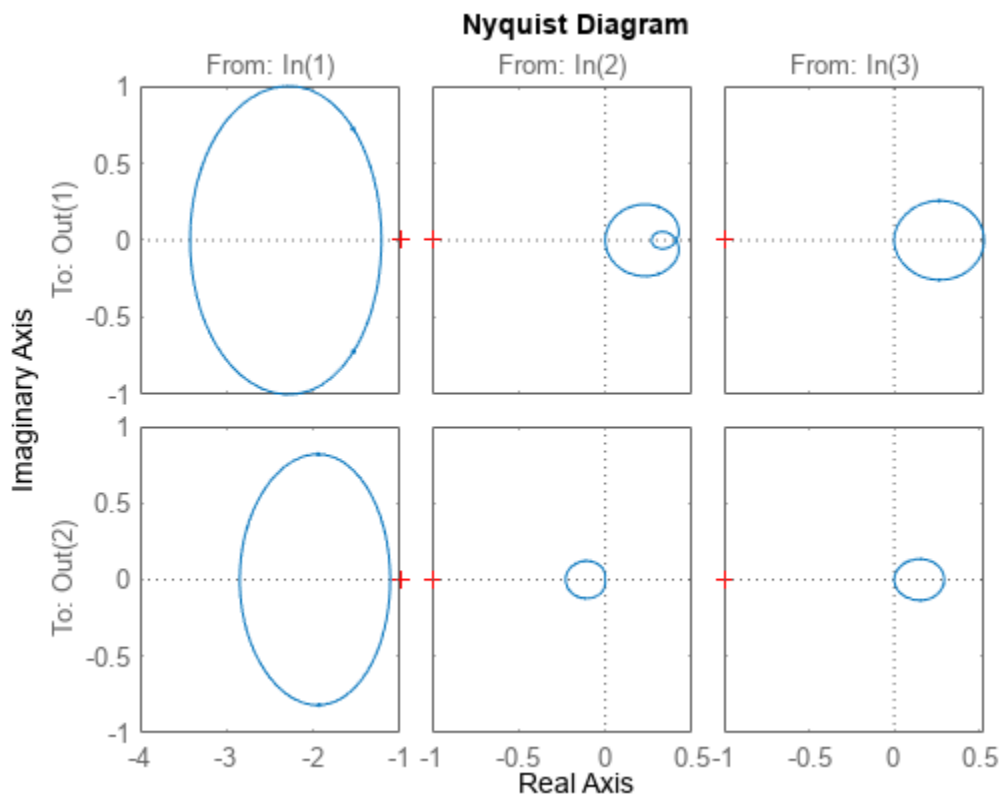 Nyquist Diagram
From: In(1) From: In(2) From: In(3)
To: Out(1)
1
0.5
0
-0.5
-1
Imaginary Axis
To: Out(2)
1
0.5
0
-0.5
-1
-4 -3 -2 -1 -1 -0.5 0 0.5 -1 -0.5 0 0.5
Real Axis